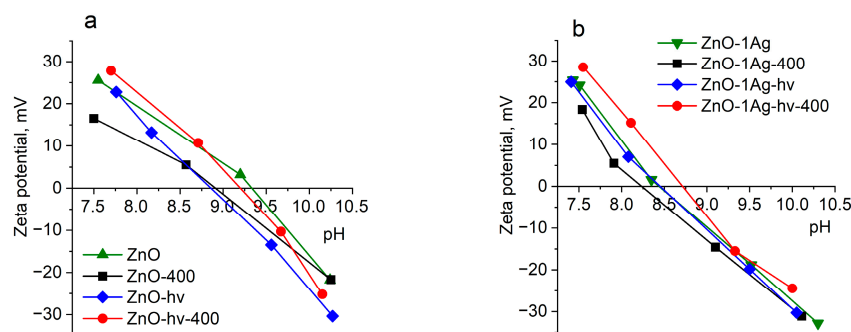 a
Zeta potential, mV
30
20
10
0
−10
−20
−30
7.5 8.0 8.5 9.0 9.5 10.0 10.5
pH
ZnO
ZnO-400
ZnO-hv
ZnO-hv-400
b
Zeta potential, mV
30
20
10
0
−10
−20
−30
7.5 8.0 8.5 9.0 9.5 10.0 10.5
pH
ZnO-1Ag
ZnO-1Ag-400
ZnO-1Ag-hv
ZnO-1Ag-hv-400